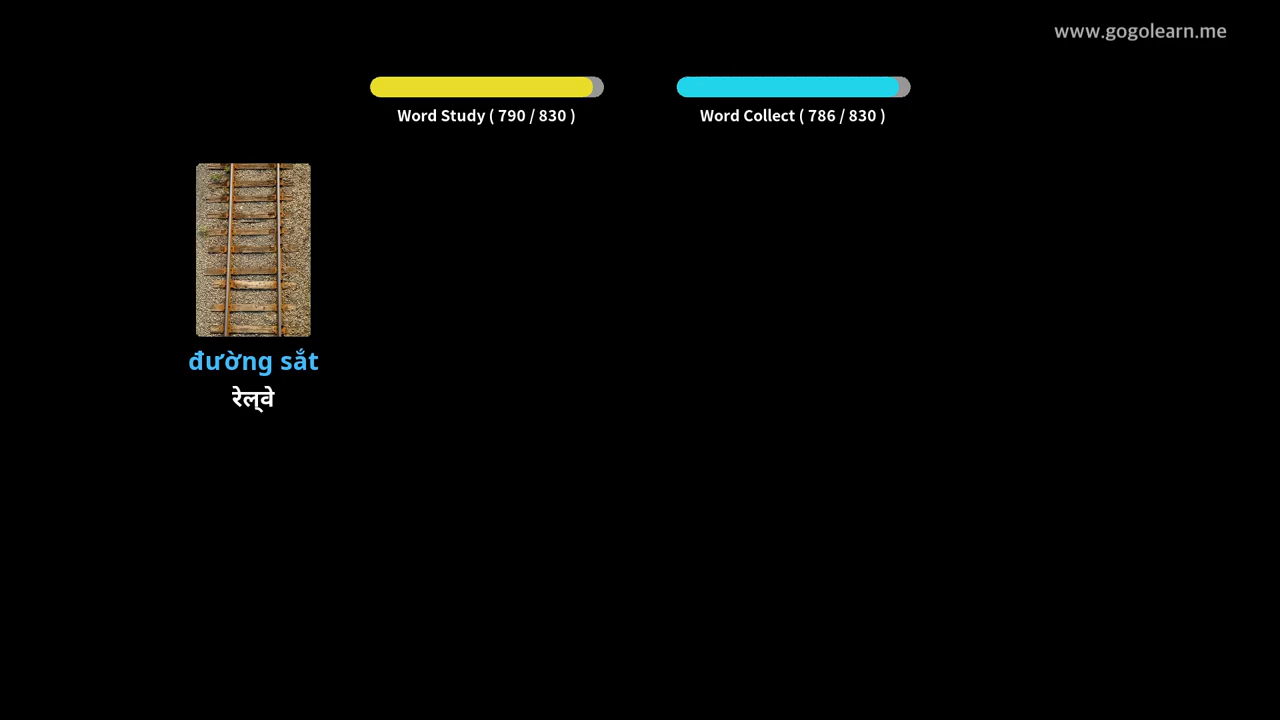 www.gogolearn.me
Word Study ( 790 / 830 )
Word Collect ( 786 / 830 )
đường sắt
रेल्वे